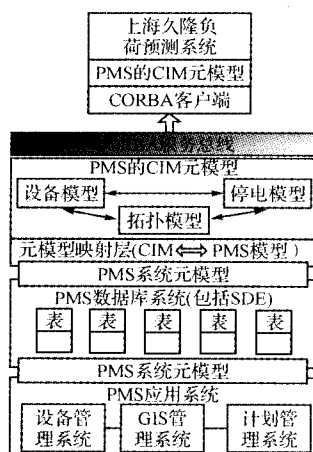 上海久隆负
荷预测系统
PMS的CIM元模型
CORBA客户端
PMS的CIM元模型
设备模型
停电模型
拓扑模型
元模型映射层(CIM⟺PMS模型)
PMS系统元模型
PMS数据库系统(包括SDE)
表 表 表 表 表
PMS系统元模型
PMS应用系统
设备管 GIS管 计划管
理系统 理系统 理系统